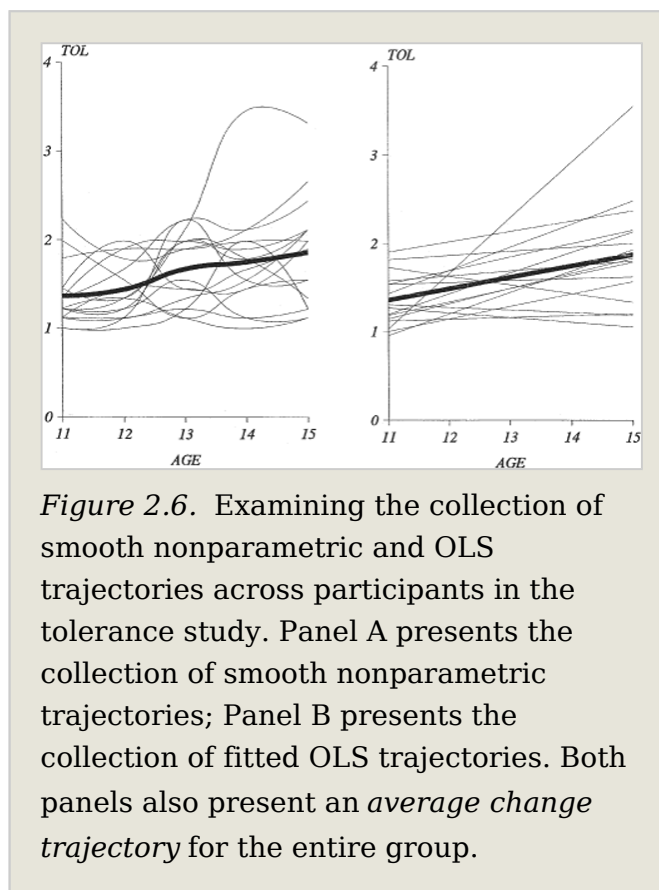 TOL
4
3
2
1
0
11 12 13 14 15
AGE
TOL
4
3
2
1
0
11 12 13 14 15
AGE
Figure 2.6. Examining the collection of
smooth nonparametric and OLS
trajectories across participants in the
tolerance study. Panel A presents the
collection of smooth nonparametric
trajectories; Panel B presents the
collection of fitted OLS trajectories. Both
panels also present an average change
trajectory for the entire group.